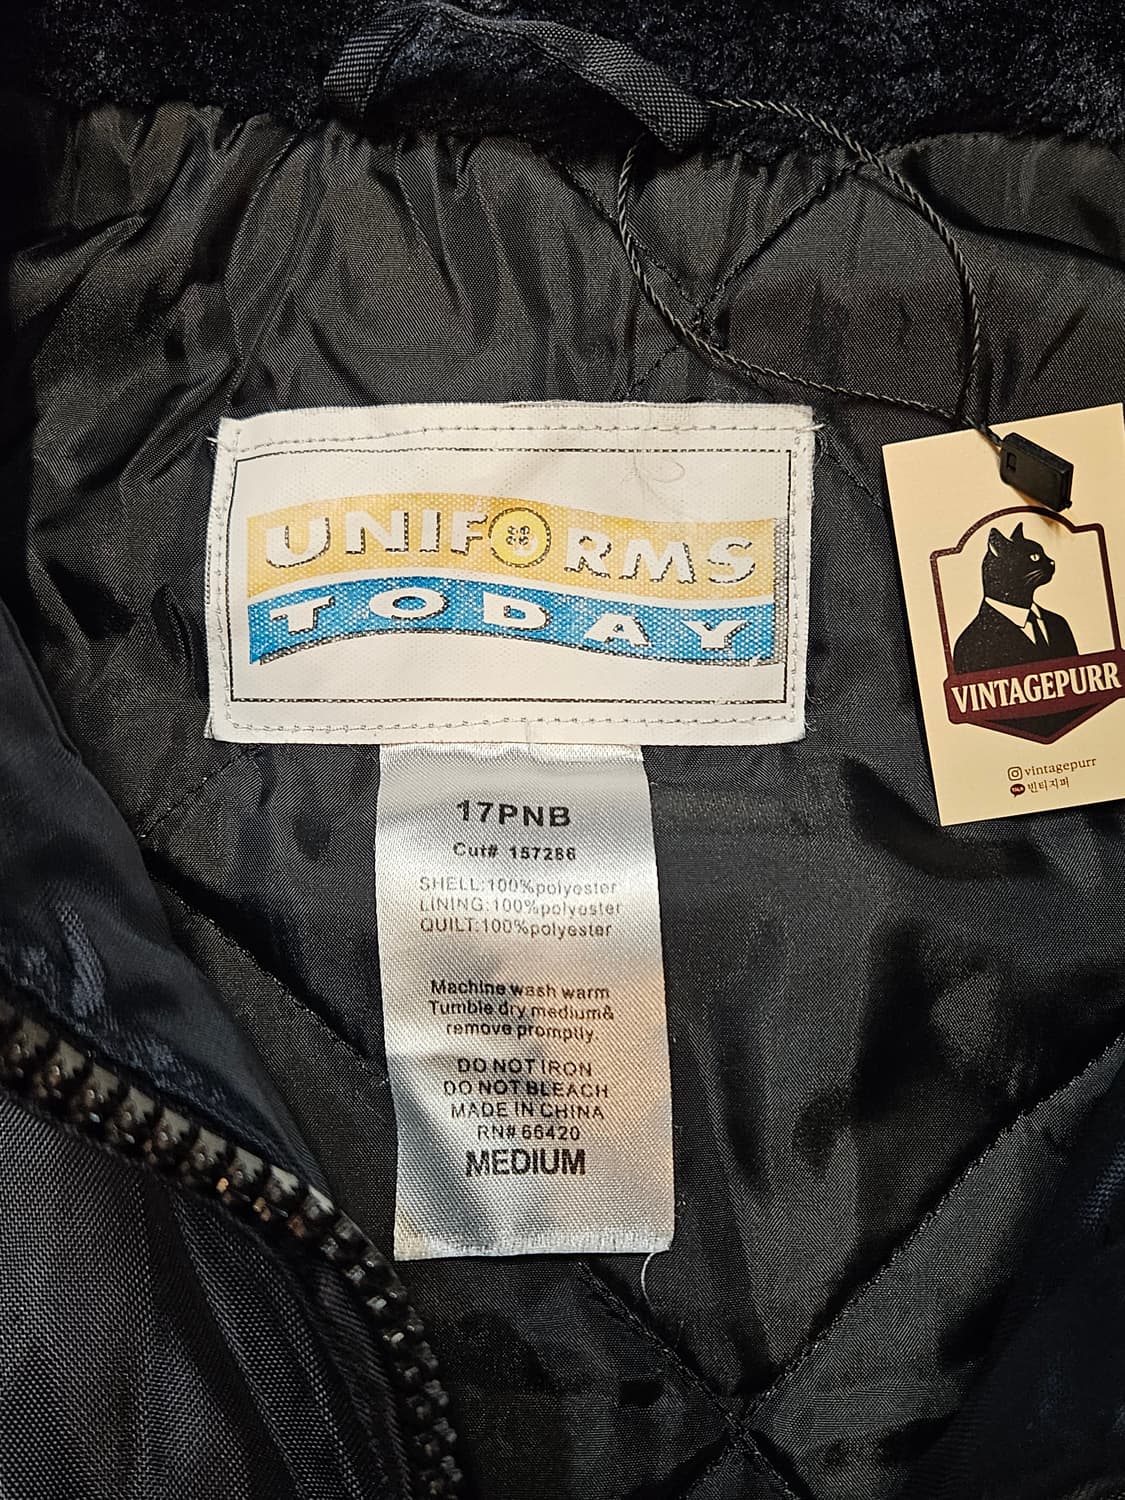 UNIFORMS
TODAY
17PNB
Cut# 157286
SHELL:100%polyester
LINING:100%polyester
QUILT:100%polyester
Machine wash warm
Tumble dry medium&
remove promptly.
DO NOT IRON
DO NOT BLEACH
MADE IN CHINA
RN# 66420
MEDIUM
VINTAGEPURR
vintagepurr
TALK 빈티지퍼